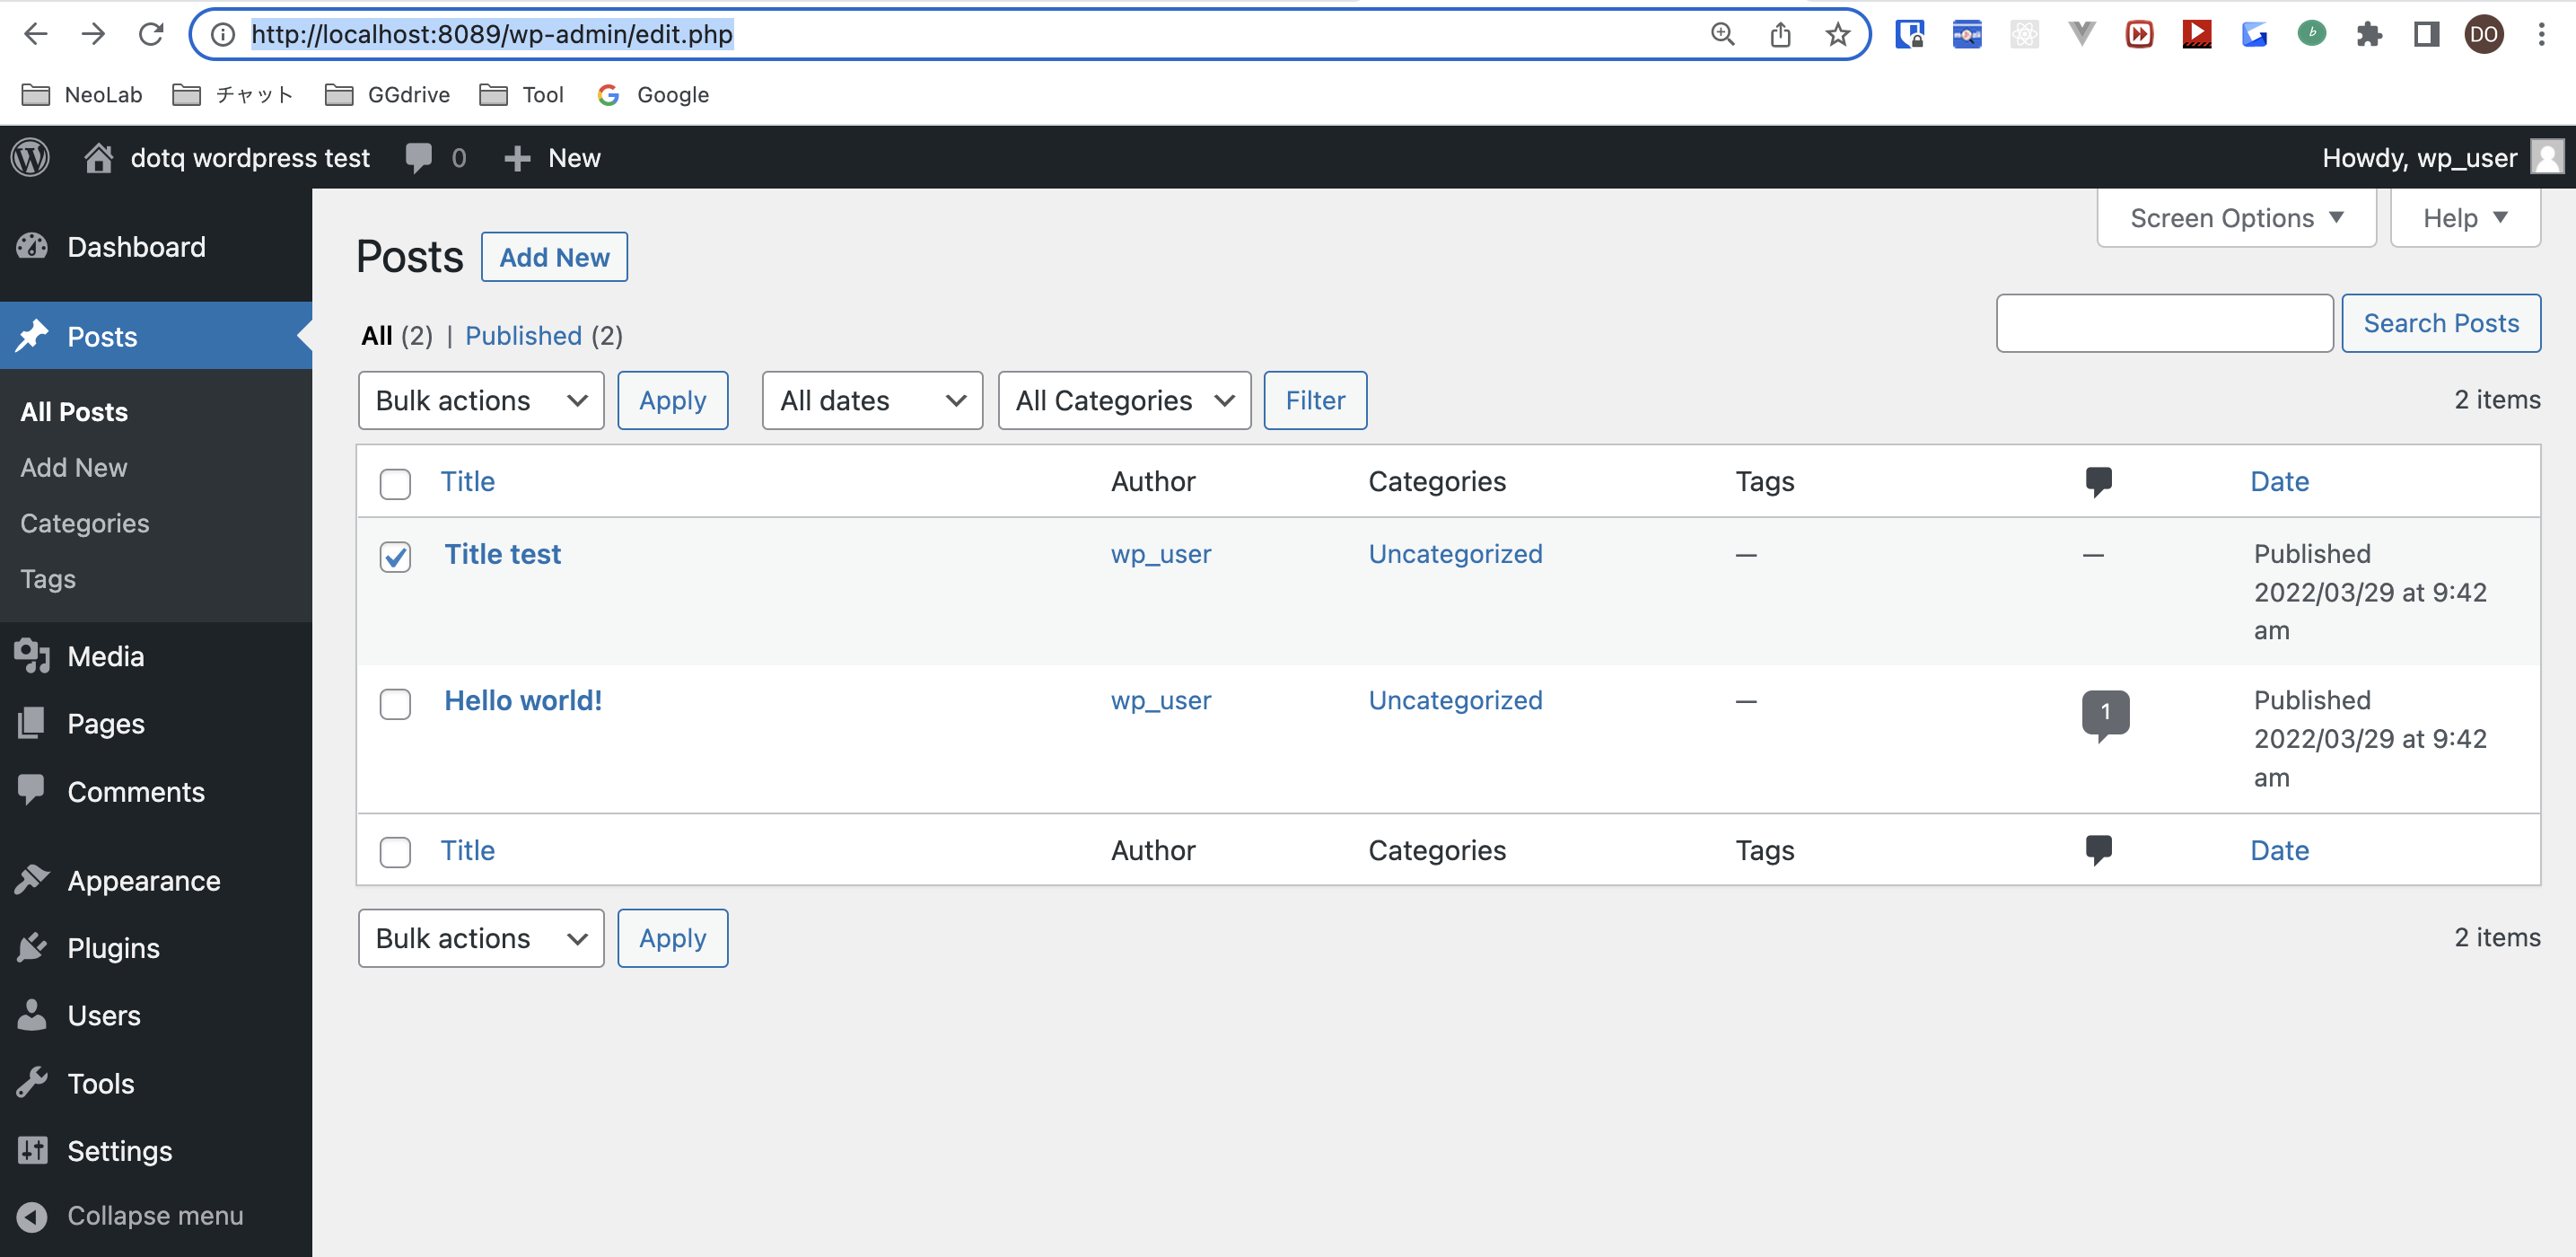 http://localhost:8089/wp-admin/edit.php
DO
NeoLab チャット GGdrive Tool Google
dotq wordpress test 0 New Howdy, wp_user
Screen Options Help
Dashboard
Posts Add New
Posts
All (2) | Published (2)
Search Posts
Bulk actions Apply All dates All Categories Filter 2 items
All Posts
Add New
Categories
Tags
Title Author Categories Tags Date
Title test wp_user Uncategorized — — Published
2022/03/29 at 9:42
am
Hello world! wp_user Uncategorized — 1 Published
2022/03/29 at 9:42
am
Title Author Categories Tags Date
Bulk actions Apply 2 items
Media
Pages
Comments
Appearance
Plugins
Users
Tools
Settings
Collapse menu